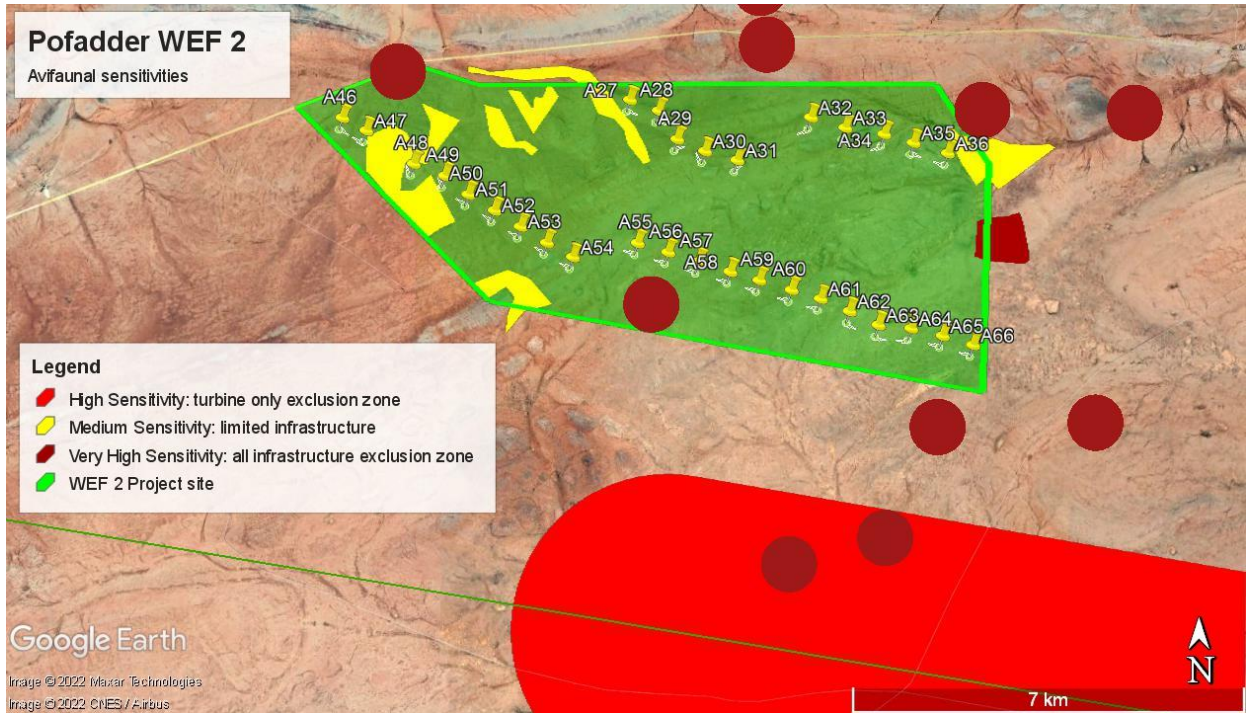 Pofadder WEF 2
Avifaunal sensitivities
A27
A28
A46
A32
A47
A29
A33
A48
A30
A34
A35
A36
A49
A31
A50
A51
A52
A53
A55
A56
A57
A54
A58
A59
A60
A61
A62
A63
A64
A65
A66
Legend
High Sensitivity: turbine only exclusion zone
Medium Sensitivity: limited infrastructure
Very High Sensitivity: all infrastructure exclusion zone
WEF 2 Project site
Google Earth
Image © 2022 Maxar Technologies
Image © 2022 CNES / Airbus
N
7 km